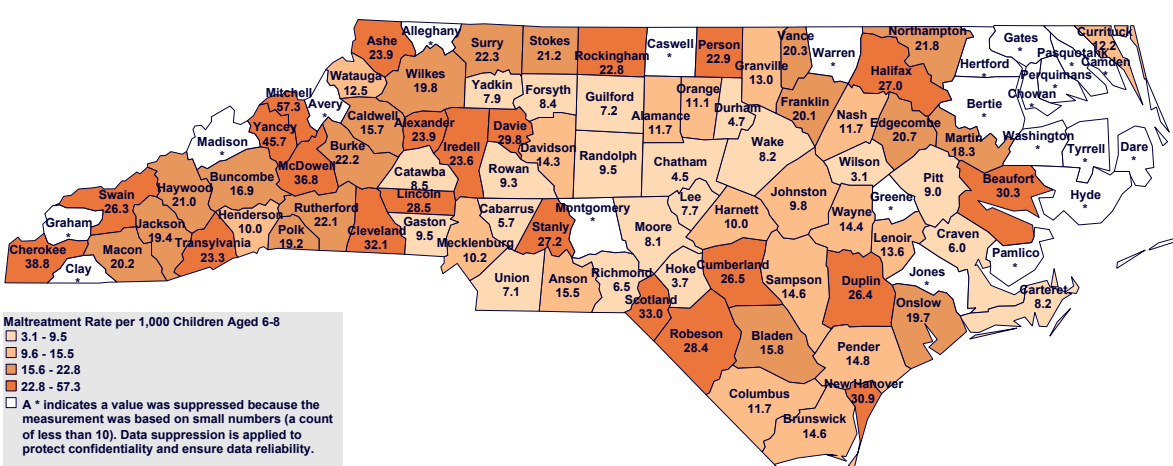 Alleghany
*
Ashe
23.9
Surry
22.3
Stokes
21.2
Rockingham
22.8
Caswell
*
Person
22.9
Vance
20.3
Granville
13.0
Warren
*
Northampton
21.8
Gates
*
Currituck
12.2
Pasquotank
*
Camden
*
Hertford
*
Perquimans
*
Chowan
*
Halifax
27.0
Bertie
*
Watauga
12.5
Wilkes
19.8
Yadkin
7.9
Forsyth
8.4
Guilford
7.2
Alamance
11.7
Orange
11.1
Durham
4.7
Franklin
20.1
Nash
11.7
Edgecombe
20.7
Martin
18.3
Washington
*
Tyrrell
*
Dare
*
Mitchell
57.3
Avery
*
Yancey
45.7
Madison
*
Caldwell
15.7
Alexander
23.9
Iredell
23.6
Davie
29.8
Davidson
14.3
Randolph
9.5
Chatham
4.5
Wake
8.2
Wilson
3.1
Pitt
9.0
Beaufort
30.3
Hyde
*
Burke
22.2
McDowell
36.8
Buncombe
16.9
Haywood
21.0
Swain
26.3
Graham
*
Catawba
8.5
Rowan
9.3
Lincoln
28.5
Gaston
9.5
Cabarrus
5.7
Stanly
27.2
Montgomery
*
Moore
8.1
Lee
7.7
Harnett
10.0
Johnston
9.8
Wayne
14.4
Greene
*
Lenoir
13.6
Craven
6.0
Pamlico
*
Cherokee
38.8
Clay
*
Macon
20.2
Jackson
19.4
Transylvania
23.3
Henderson
10.0
Polk
19.2
Rutherford
22.1
Cleveland
32.1
Mecklenburg
10.2
Union
7.1
Anson
15.5
Richmond
6.5
Hoke
3.7
Scotland
33.0
Cumberland
26.5
Sampson
14.6
Duplin
26.4
Jones
*
Onslow
19.7
Carteret
8.2
Robeson
28.4
Bladen
15.8
Pender
14.8
New Hanover
30.9
Columbus
11.7
Brunswick
14.6
Maltreatment Rate per 1,000 Children Aged 6-8
3.1 - 9.5
9.6 - 15.5
15.6 - 22.8
22.8 - 57.3
A * indicates a value was suppressed because the
measurement was based on small numbers (a count
of less than 10). Data suppression is applied to
protect confidentiality and ensure data reliability.